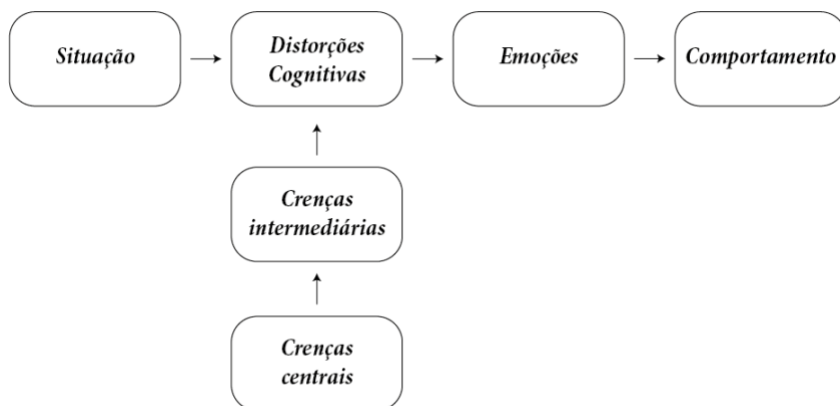 Situação
Distorções
Cognitivas
Emoções
Comportamento
Crenças
intermediárias
Crenças
centrais